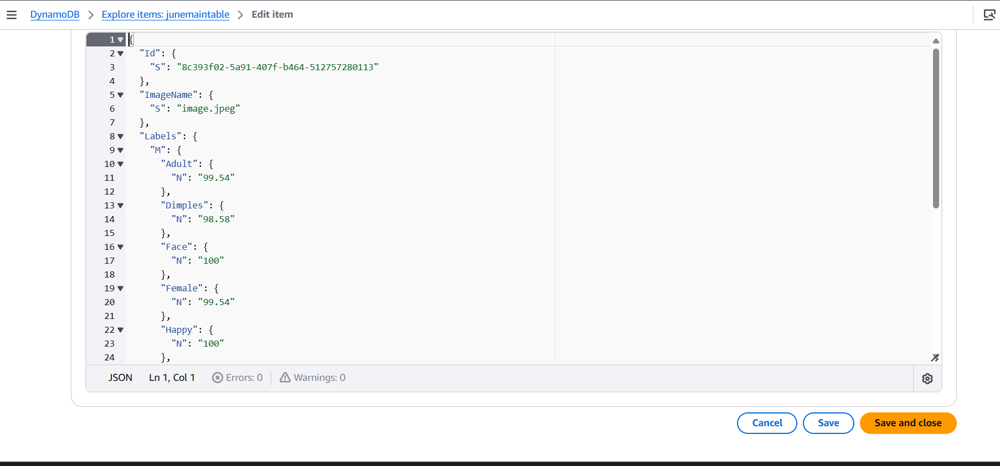 DynamoDB > Explore items: junemaintable > Edit item
1 {
2 "Id": {
3 "S": "8c393f02-5a91-407f-b464-512757280113"
4 },
5 "ImageName": {
6 "S": "image.jpeg"
7 },
8 "Labels": {
9 "M": {
10 "Adult": {
11 "N": "99.54"
12 },
13 "Dimples": {
14 "N": "98.58"
15 },
16 "Face": {
17 "N": "100"
18 },
19 "Female": {
20 "N": "99.54"
21 },
22 "Happy": {
23 "N": "100"
24 },
JSON Ln 1, Col 1 Errors: 0 Warnings: 0
Cancel Save Save and close